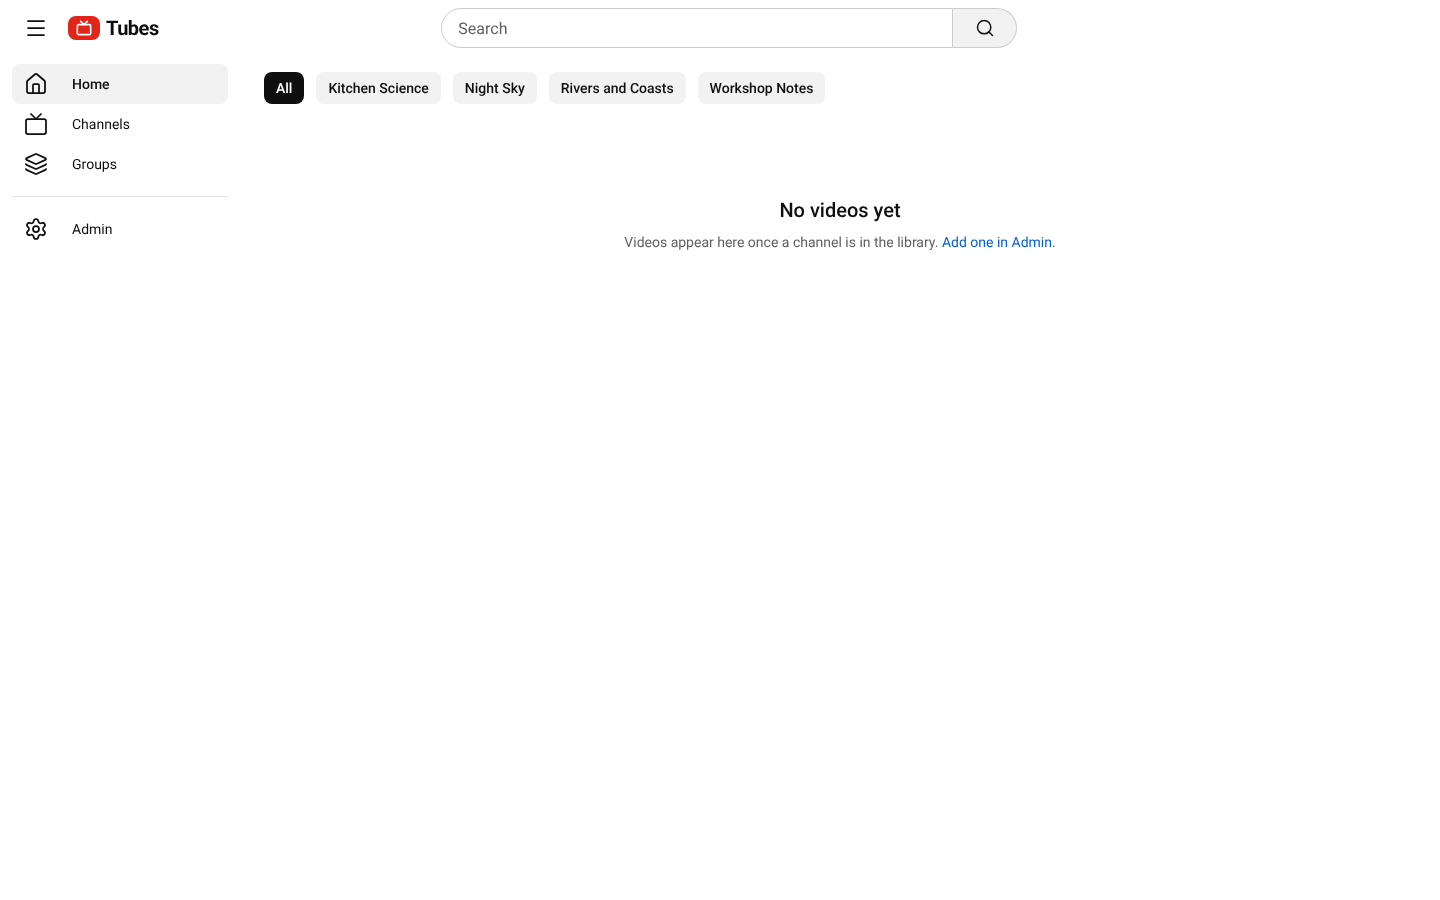 Tubes
Search
Home
Channels
Groups
Admin
All Kitchen Science Night Sky Rivers and Coasts Workshop Notes
No videos yet
Videos appear here once a channel is in the library. Add one in Admin.